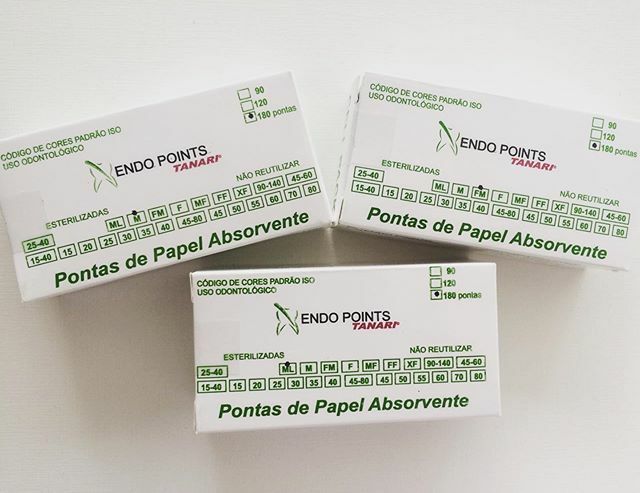 CÓDIGO DE CORES PADRÃO ISO
USO ODONTOLÓGICO
90
120
180 pontas
ENDO POINTS
TANARI®
ESTERILIZADAS
NÃO REUTILIZAR
25-40 ML M FM F MF FF XF 90-140 45-60
15-40 15 20 25 30 35 40 45-80 45 50 55 60 70 80
Pontas de Papel Absorvente
CÓDIGO DE CORES PADRÃO ISO
USO ODONTOLÓGICO
90
120
180 pontas
ENDO POINTS
TANARI®
ESTERILIZADAS
NÃO REUTILIZAR
25-40 ML M FM F MF FF XF 90-140 45-60
15-40 15 20 25 30 35 40 45-80 45 50 55 60 70 80
Pontas de Papel Absorvente
CÓDIGO DE CORES PADRÃO ISO
USO ODONTOLÓGICO
90
120
180 pontas
ENDO POINTS
TANARI®
ESTERILIZADAS
NÃO REUTILIZAR
25-40 ML M FM F MF FF XF 90-140 45-60
15-40 15 20 25 30 35 40 45-80 45 50 55 60 70 80
Pontas de Papel Absorvente